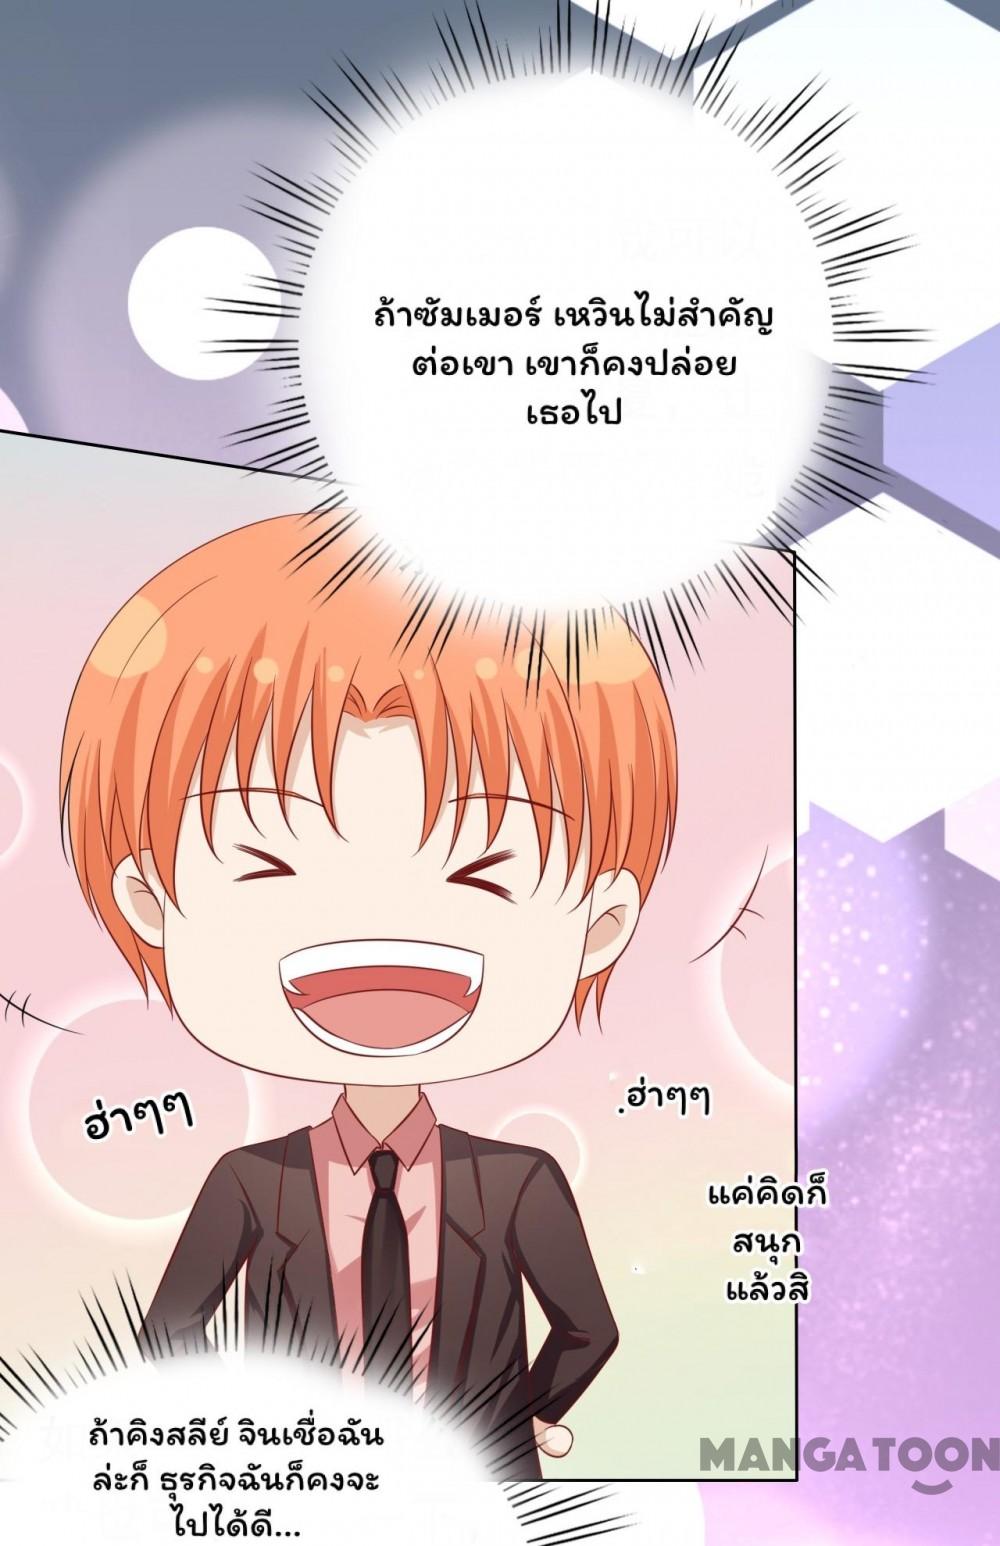 ถ้าซัมเมอร์ เหวินไม่สำคัญ
ต่อเขา เขาก็คงปล่อย
เธอไป
ฮ่าๆๆ
.ฮ่าๆๆ
แค่คิดก็
สนุก
แล้วสิ
ถ้าคิงสลีย์ จินเชื่อฉัน
ล่ะก็ ธุรกิจฉันก็คงจะ
ไปได้ดี...
MANGATOON